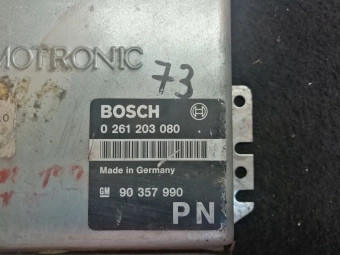 MOTRONIC
73
BOSCH
0 261 203 080
Made in Germany
GM 90 357 990
PN